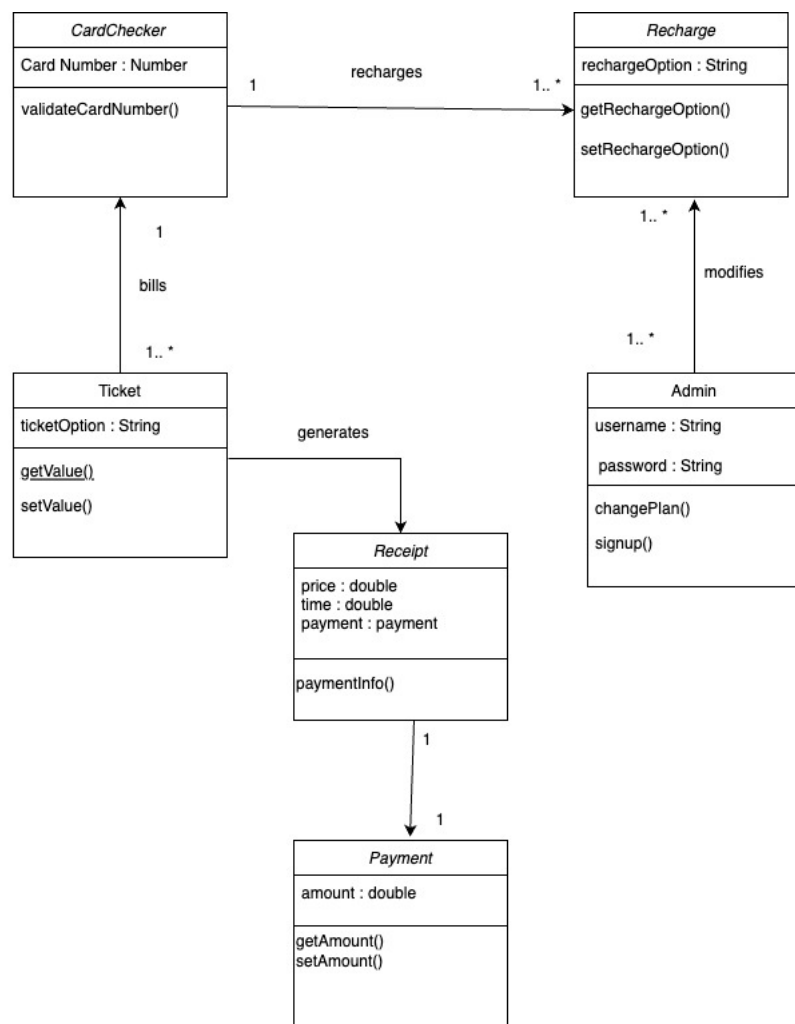 CardChecker
Card Number : Number
validateCardNumber()
1
recharges
1.. *
Recharge
rechargeOption : String
getRechargeOption()
setRechargeOption()
1
bills
1.. *
1.. *
modifies
1.. *
Ticket
ticketOption : String
getValue()
setValue()
generates
Admin
username : String
password : String
changePlan()
signup()
Receipt
price : double
time : double
payment : payment
paymentInfo()
1
1
Payment
amount : double
getAmount()
setAmount()